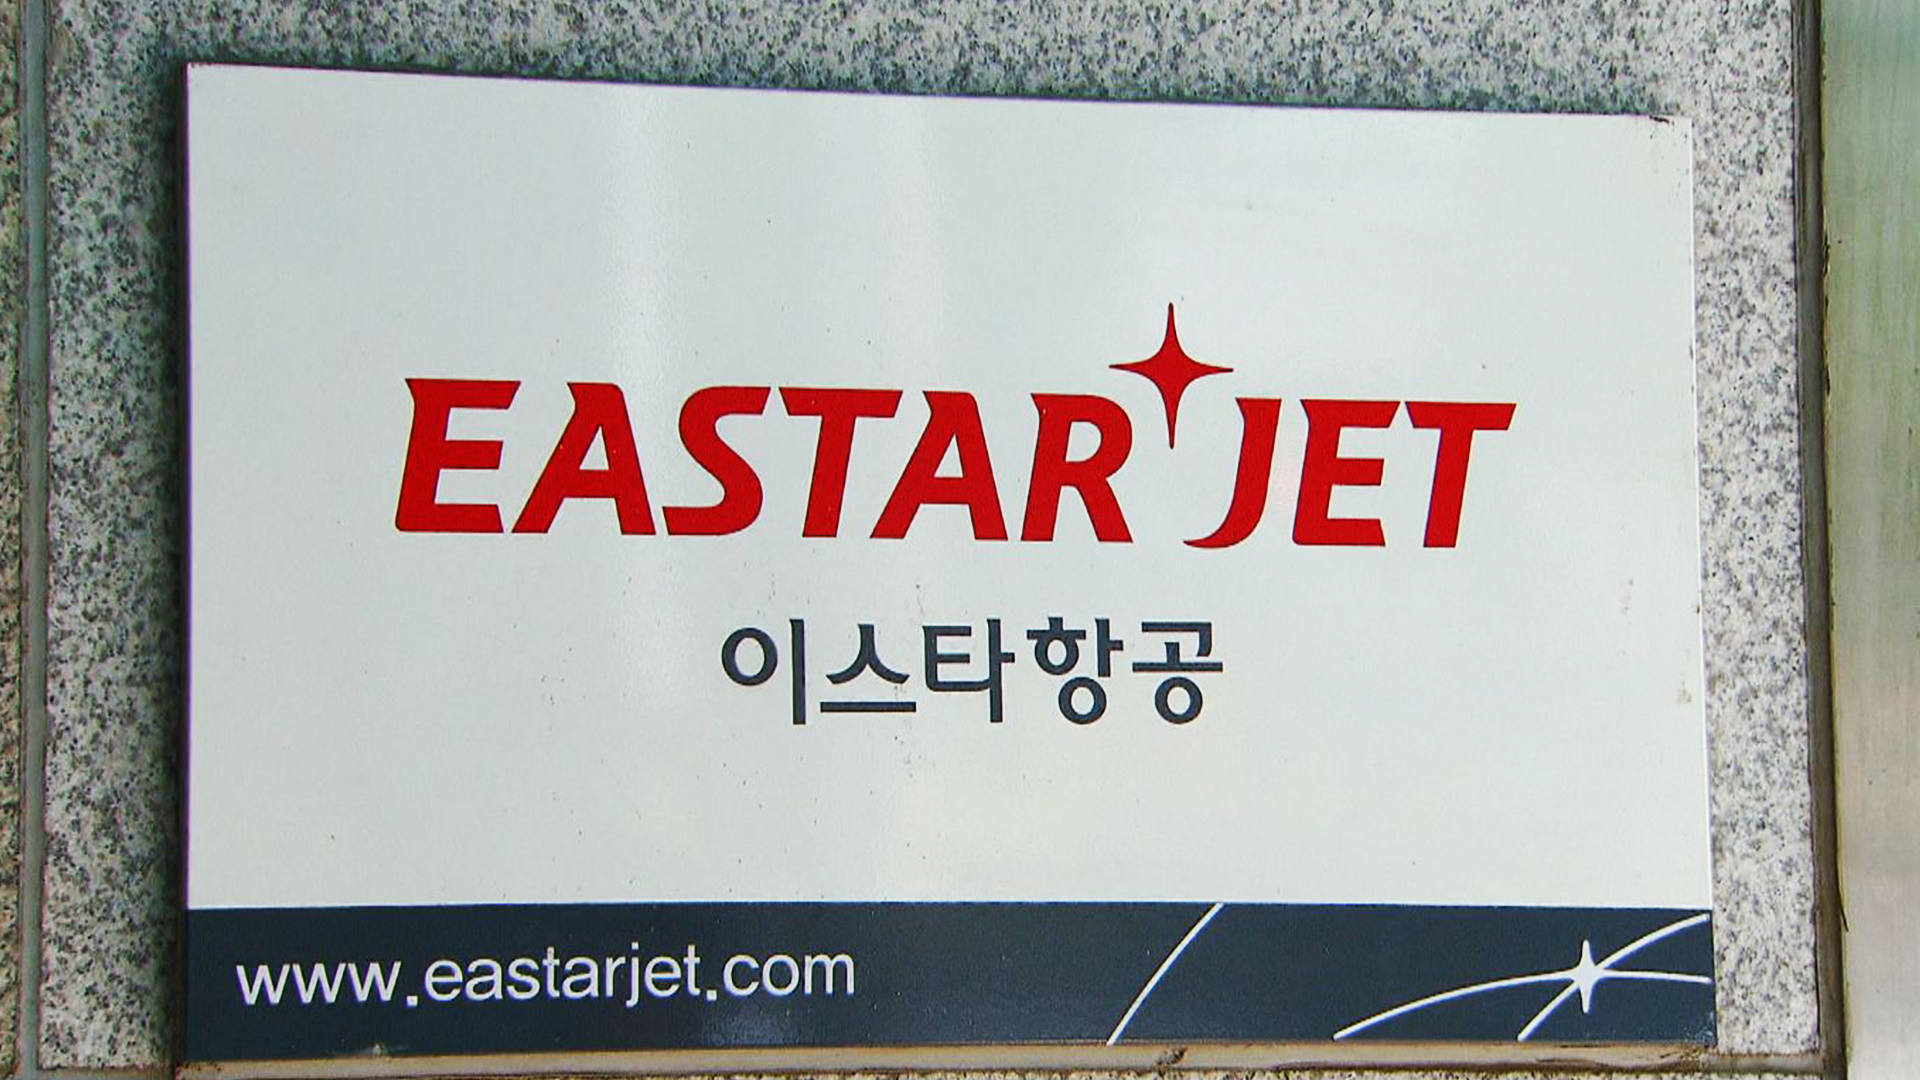 EASTAR JET
이스타항공
www.eastarjet.com